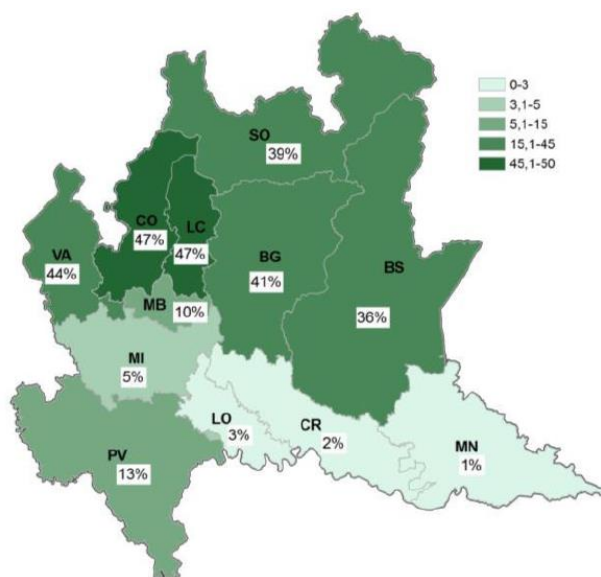 0-3
3,1-5
5,1-15
15,1-45
45,1-50
SO
39%
CO
47%
LC
47%
VA
44%
BG
41%
BS
36%
MB
10%
MI
5%
LO
3%
CR
2%
MN
1%
PV
13%